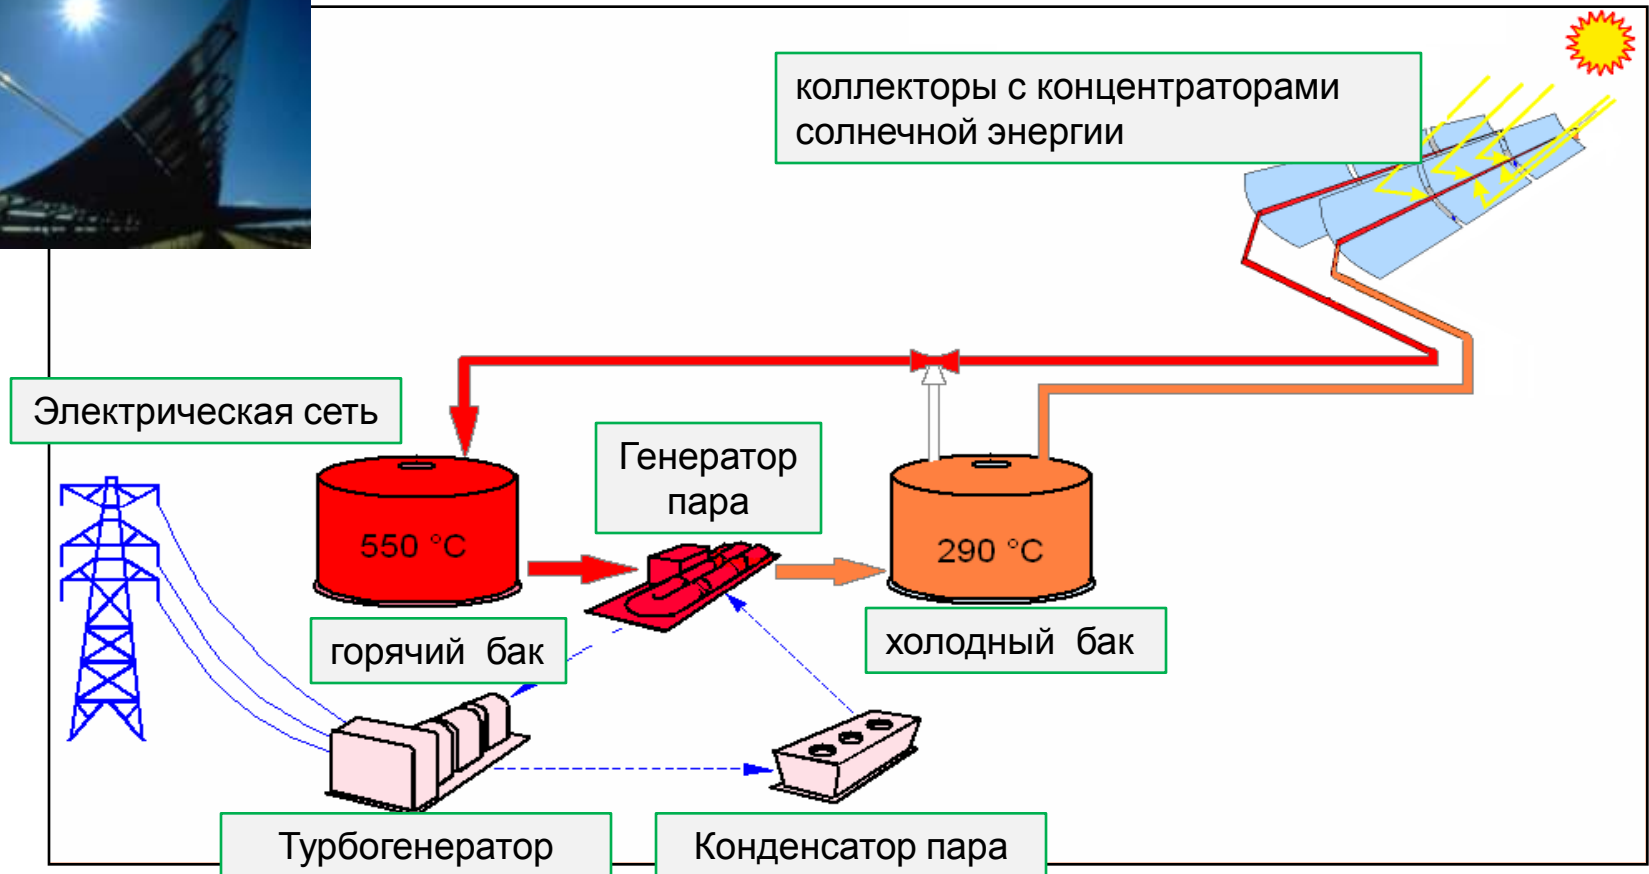 коллекторы с концентраторами
солнечной энергии
Электрическая сеть
Генератор
пара
550 °C
290 °C
горячий бак
холодный бак
Турбогенератор
Конденсатор пара